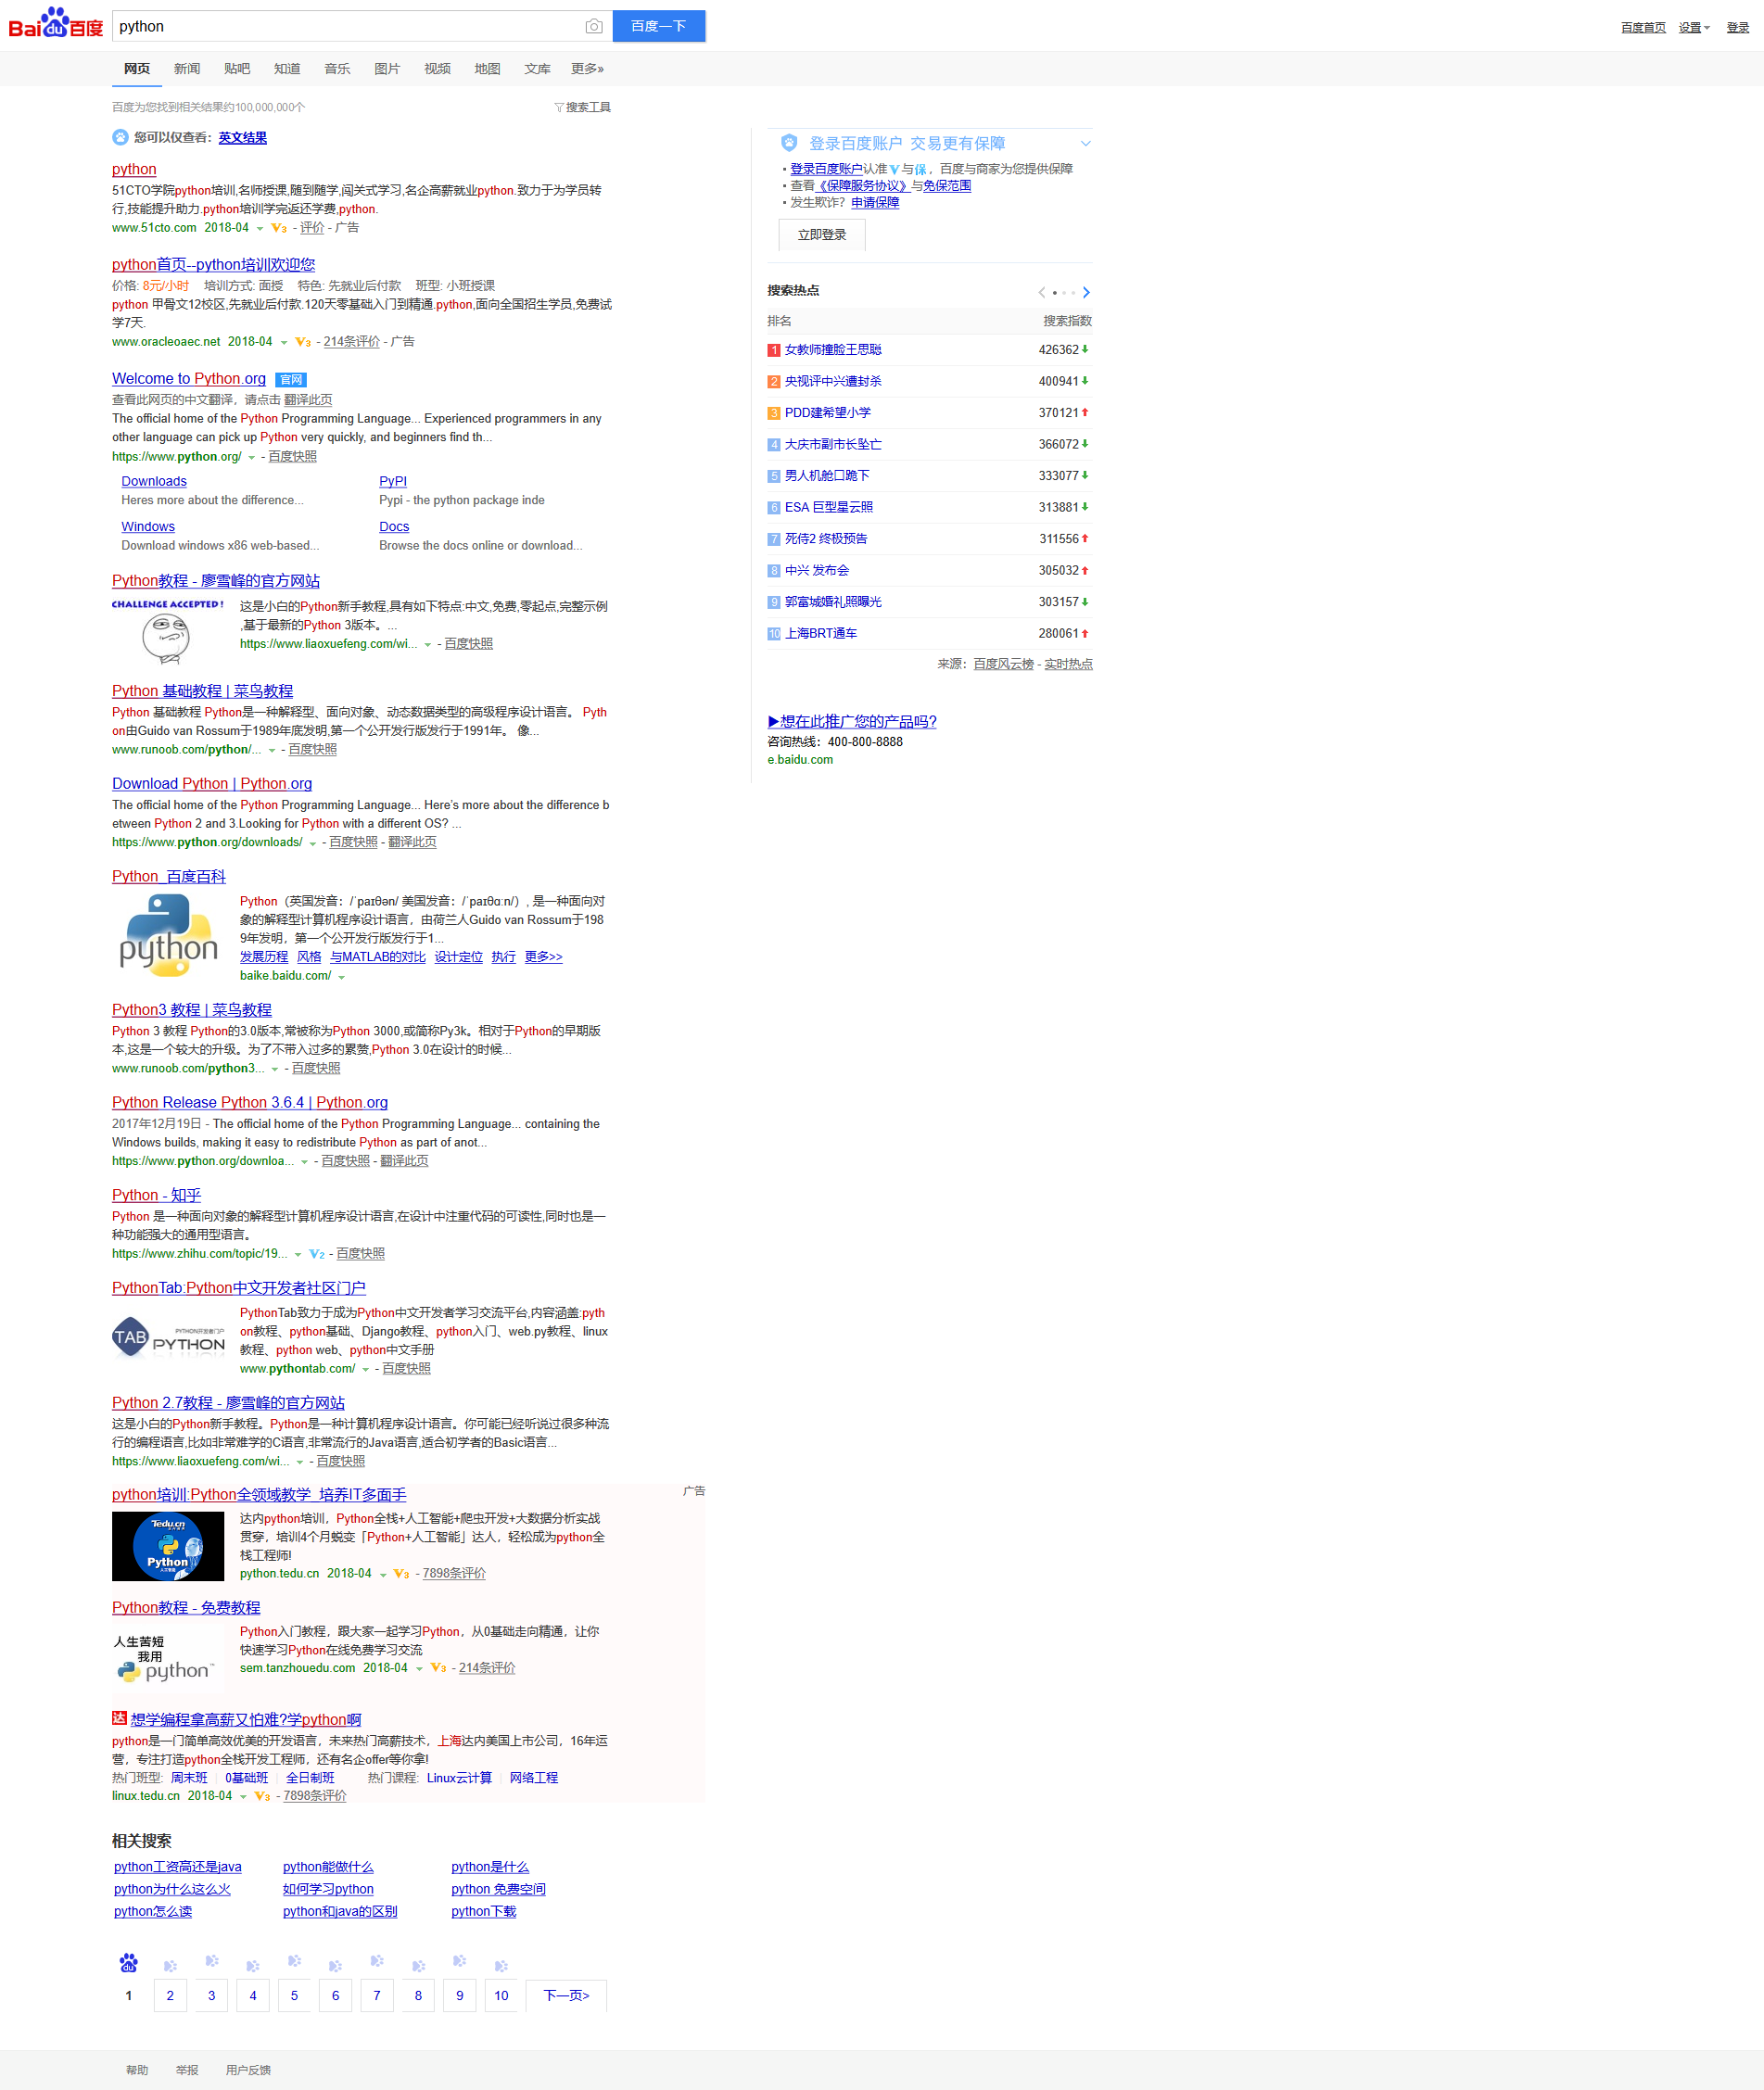 Bai du 百度
python
百度一下
百度首页 设置 登录
网页 新闻 贴吧 知道 音乐 图片 视频 地图 文库 更多»
百度为您找到相关结果约100,000,000个
搜索工具
您可以仅查看：英文结果
python
51CTO学院python培训,名师授课,随到随学,闯关式学习,名企高薪就业python.致力于为学员转
行,技能提升助力.python培训学完返还学费,python.
www.51cto.com 2018-04 V3 - 评价 - 广告
python首页--python培训欢迎您
价格: 8元/小时 培训方式: 面授 特色: 先就业后付款 班型: 小班授课
python 甲骨文12校区,先就业后付款.120天零基础入门到精通.python,面向全国招生学员,免费试
学7天.
www.oracleoaec.net 2018-04 V3 - 214条评价 - 广告
Welcome to Python.org 官网
查看此网页的中文翻译，请点击 翻译此页
The official home of the Python Programming Language... Experienced programmers in any
other language can pick up Python very quickly, and beginners find th...
https://www.python.org/ - 百度快照
Downloads PyPI
Heres more about the difference... Pypi - the python package inde
Windows Docs
Download windows x86 web-based... Browse the docs online or download...
Python教程 - 廖雪峰的官方网站
CHALLENGE ACCEPTED!
这是小白的Python新手教程,具有如下特点:中文,免费,零起点,完整示例
,基于最新的Python 3版本。...
https://www.liaoxuefeng.com/wi... - 百度快照
Python 基础教程 | 菜鸟教程
Python 基础教程 Python是一种解释型、面向对象、动态数据类型的高级程序设计语言。 Pyth
on由Guido van Rossum于1989年底发明,第一个公开发行版发行于1991年。 像...
www.runoob.com/python/... - 百度快照
Download Python | Python.org
The official home of the Python Programming Language... Here's more about the difference b
etween Python 2 and 3.Looking for Python with a different OS? ...
https://www.python.org/downloads/ - 百度快照 - 翻译此页
Python_百度百科
python
Python（英国发音：/ˈpaɪθən/ 美国发音：/ˈpaɪθɑːn/）, 是一种面向对
象的解释型计算机程序设计语言，由荷兰人Guido van Rossum于198
9年发明，第一个公开发行版发行于1...
发展历程 风格 与MATLAB的对比 设计定位 执行 更多>>
baike.baidu.com/
Python3 教程 | 菜鸟教程
Python 3 教程 Python的3.0版本,常被称为Python 3000,或简称Py3k。相对于Python的早期版
本,这是一个较大的升级。为了不带入过多的累赘,Python 3.0在设计的时候...
www.runoob.com/python3... - 百度快照
Python Release Python 3.6.4 | Python.org
2017年12月19日 - The official home of the Python Programming Language... containing the
Windows builds, making it easy to redistribute Python as part of anot...
https://www.python.org/downloa... - 百度快照 - 翻译此页
Python - 知乎
Python 是一种面向对象的解释型计算机程序设计语言,在设计中注重代码的可读性,同时也是一
种功能强大的通用型语言。
https://www.zhihu.com/topic/19... V2 - 百度快照
PythonTab:Python中文开发者社区门户
TAB PYTHON开发者门户
PYTHON
PythonTab致力于成为Python中文开发者学习交流平台,内容涵盖:pyth
on教程、python基础、Django教程、python入门、web.py教程、linux
教程、python web、python中文手册
www.pythontab.com/ - 百度快照
Python 2.7教程 - 廖雪峰的官方网站
这是小白的Python新手教程。Python是一种计算机程序设计语言。你可能已经听说过很多种流
行的编程语言,比如非常难学的C语言,非常流行的Java语言,适合初学者的Basic语言...
https://www.liaoxuefeng.com/wi... - 百度快照
python培训:Python全领域教学_培养IT多面手
广告
Tedu.cn
Python
达内python培训，Python全栈+人工智能+爬虫开发+大数据分析实战
贯穿，培训4个月蜕变「Python+人工智能」达人，轻松成为python全
栈工程师!
python.tedu.cn 2018-04 V3 - 7898条评价
Python教程 - 免费教程
人生苦短
我用
python™
Python入门教程，跟大家一起学习Python，从0基础走向精通，让你
快速学习Python在线免费学习交流
sem.tanzhouedu.com 2018-04 V3 - 214条评价
达 想学编程拿高薪又怕难?学python啊
python是一门简单高效优美的开发语言，未来热门高薪技术，上海达内美国上市公司，16年运
营，专注打造python全栈开发工程师，还有名企offer等你拿!
热门班型: 周末班 0基础班 全日制班 热门课程: Linux云计算 网络工程
linux.tedu.cn 2018-04 V3 - 7898条评价
相关搜索
python工资高还是java python能做什么 python是什么
python为什么这么火 如何学习python python 免费空间
python怎么读 python和java的区别 python下载
du
1 2 3 4 5 6 7 8 9 10 下一页>
登录百度账户 交易更有保障
登录百度账户认准V与保，百度与商家为您提供保障
查看《保障服务协议》与免保范围
发生欺诈？申请保障
立即登录
搜索热点
排名 搜索指数
1 女教师撞脸王思聪 426362
2 央视评中兴遭封杀 400941
3 PDD建希望小学 370121
4 大庆市副市长坠亡 366072
5 男人机舱口跪下 333077
6 ESA 巨型星云照 313881
7 死侍2 终极预告 311556
8 中兴 发布会 305032
9 郭富城婚礼照曝光 303157
10 上海BRT通车 280061
来源：百度风云榜 - 实时热点
▶想在此推广您的产品吗?
咨询热线：400-800-8888
e.baidu.com
帮助 举报 用户反馈